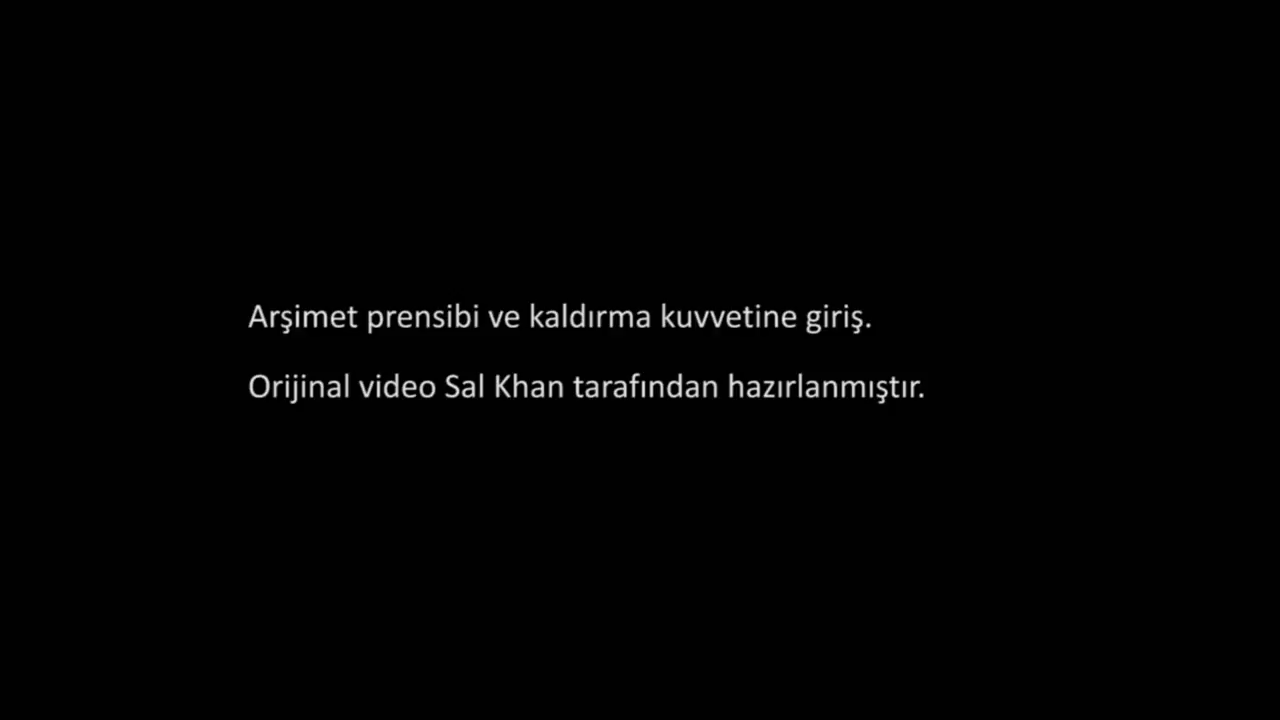 Arşimet prensibi ve kaldırma kuvvetine giriş.
Orijinal video Sal Khan tarafından hazırlanmıştır.